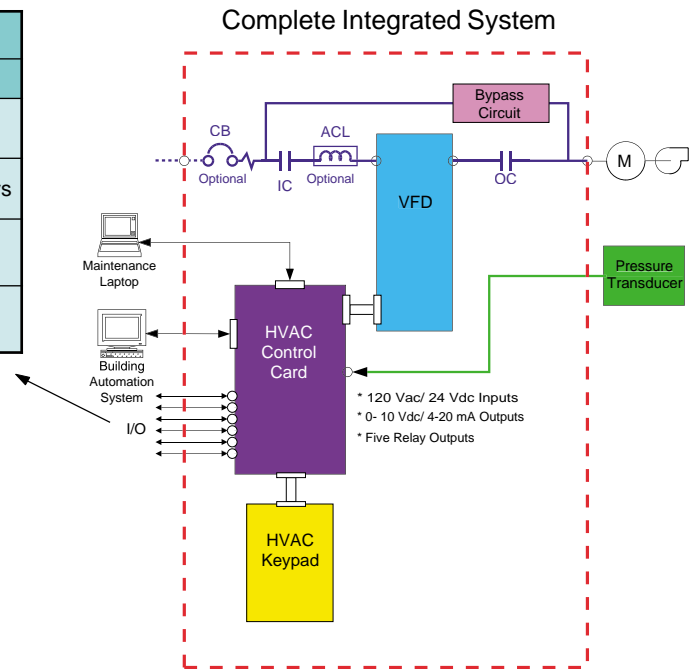 Complete Integrated System
Bypass
Circuit
CB
ACL
M
Optional
IC
Optional
OC
VFD
Maintenance
Laptop
Pressure
Transducer
HVAC
Control
Card
Building
Automation
System
* 120 Vac/ 24 Vdc Inputs
* 0- 10 Vdc/ 4-20 mA Outputs
* Five Relay Outputs
I/O
HVAC
Keypad